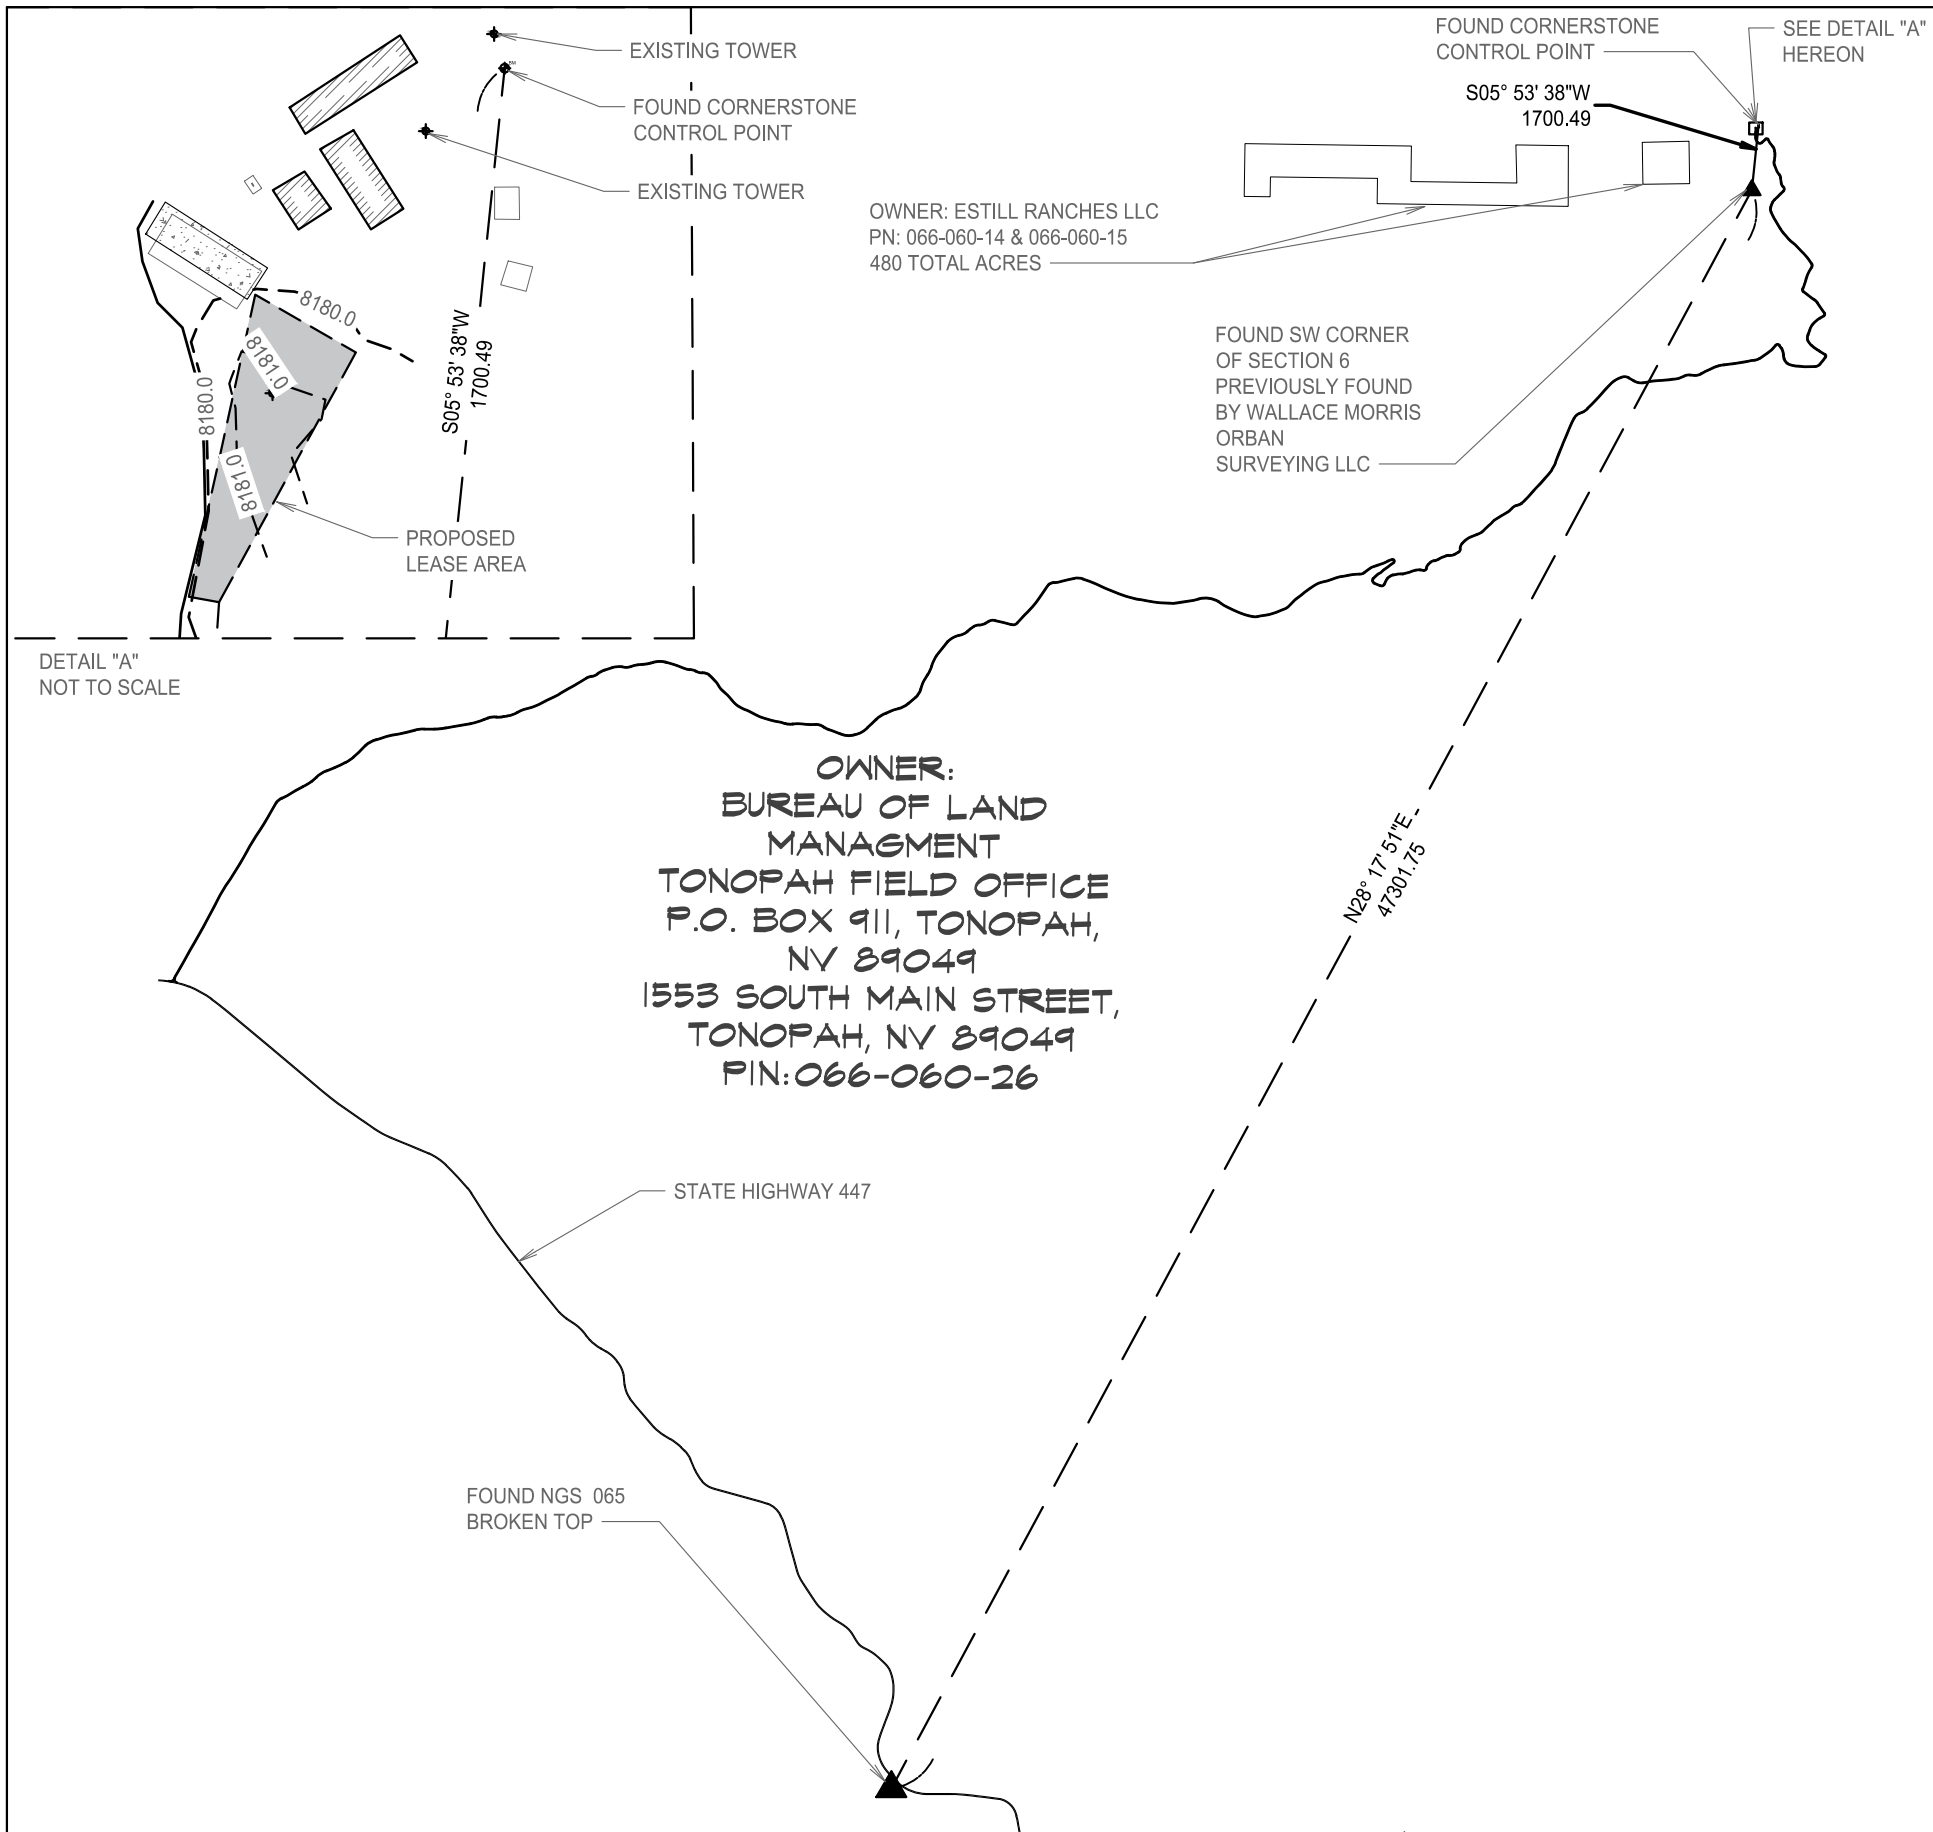 EXISTING TOWER
FOUND CORNERSTONE
CONTROL POINT
EXISTING TOWER
8180.0
8181.0
8180.0
8181.0
S05° 53' 38"W
1700.49
PROPOSED
LEASE AREA
DETAIL "A"
NOT TO SCALE
FOUND CORNERSTONE
CONTROL POINT
SEE DETAIL "A"
HEREON
S05° 53' 38"W
1700.49
OWNER: ESTILL RANCHES LLC
PN: 066-060-14 & 066-060-15
480 TOTAL ACRES
FOUND SW CORNER
OF SECTION 6
PREVIOUSLY FOUND
BY WALLACE MORRIS
ORBAN
SURVEYING LLC
OWNER:
BUREAU OF LAND
MANAGMENT
TONOPAH FIELD OFFICE
P.O. BOX 911, TONOPAH,
NV 89049
1553 SOUTH MAIN STREET,
TONOPAH, NV 89049
PIN:066-060-26
N28° 17' 51"E
47301.75
STATE HIGHWAY 447
FOUND NGS 065
BROKEN TOP